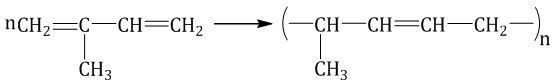 nCH₂=C—CH=CH₂ ⟶ (—CH—CH=CH—CH₂—)n
CH₃ CH₃